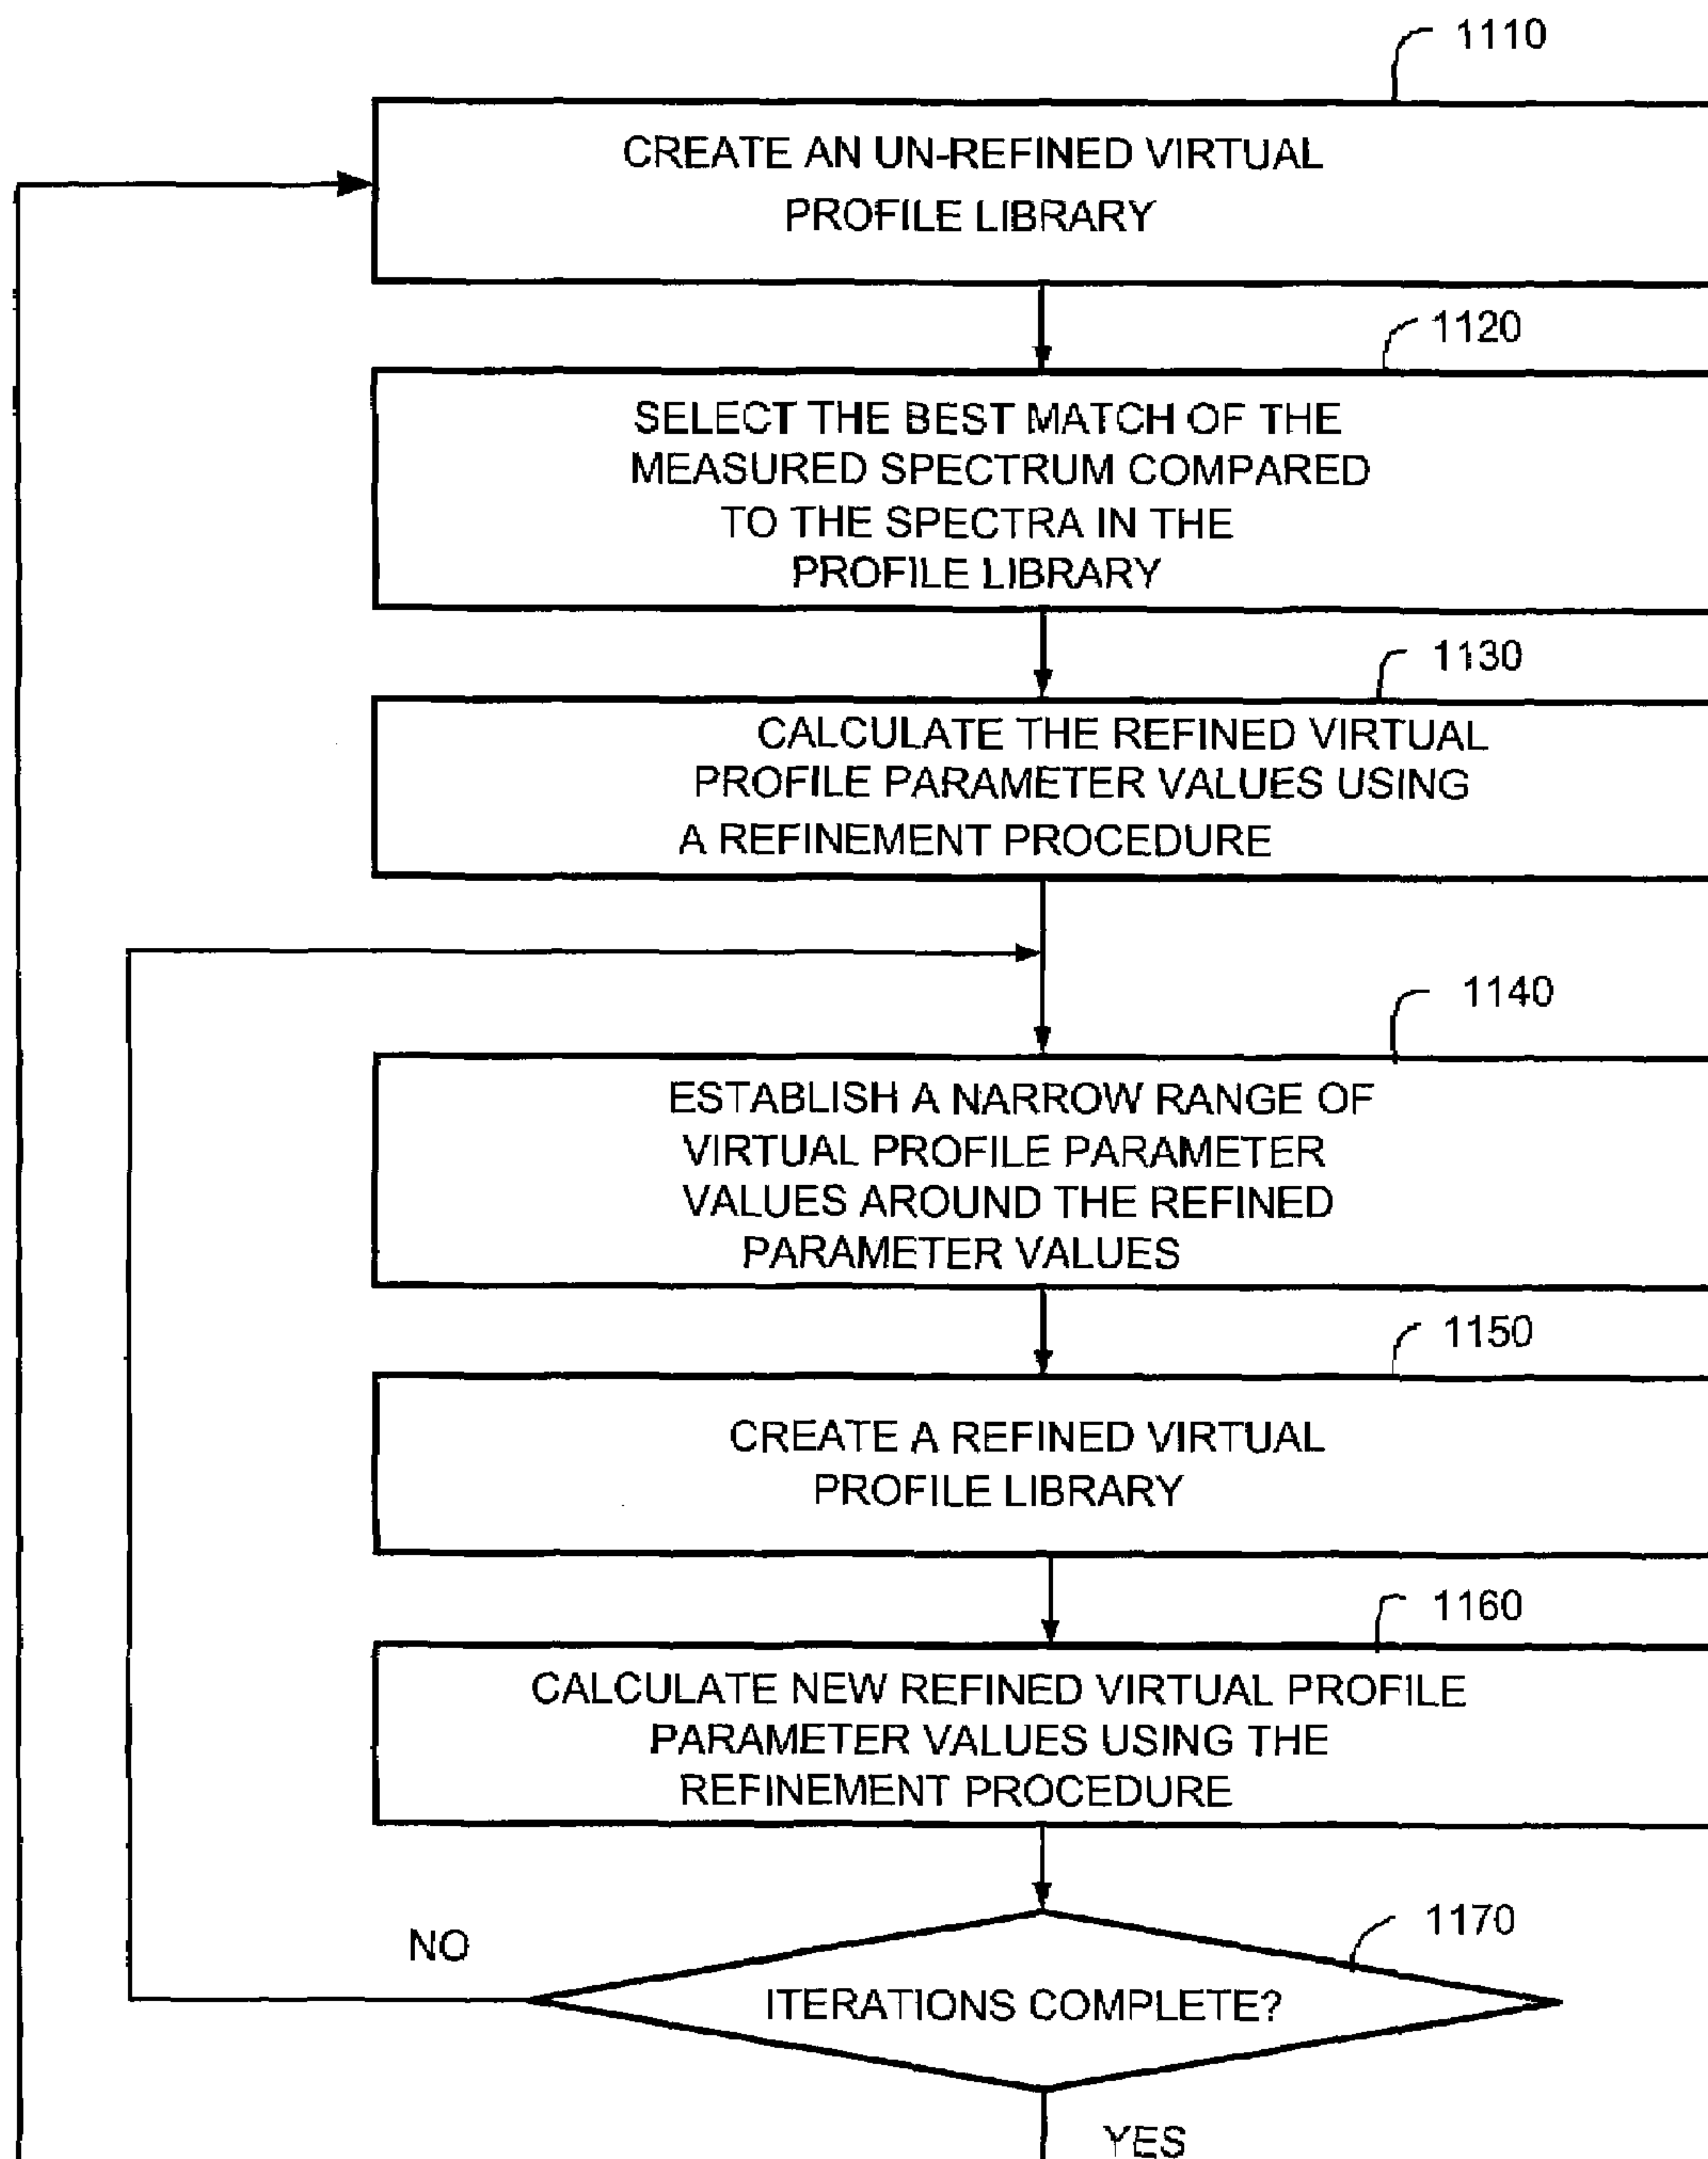 1110
CREATE AN UN-REFINED VIRTUAL
PROFILE LIBRARY
1120
SELECT THE BEST MATCH OF THE
MEASURED SPECTRUM COMPARED
TO THE SPECTRA IN THE
PROFILE LIBRARY
1130
CALCULATE THE REFINED VIRTUAL
PROFILE PARAMETER VALUES USING
A REFINEMENT PROCEDURE
1140
ESTABLISH A NARROW RANGE OF
VIRTUAL PROFILE PARAMETER
VALUES AROUND THE REFINED
PARAMETER VALUES
1150
CREATE A REFINED VIRTUAL
PROFILE LIBRARY
1160
CALCULATE NEW REFINED VIRTUAL PROFILE
PARAMETER VALUES USING THE
REFINEMENT PROCEDURE
1170
NO
ITERATIONS COMPLETE?
YES